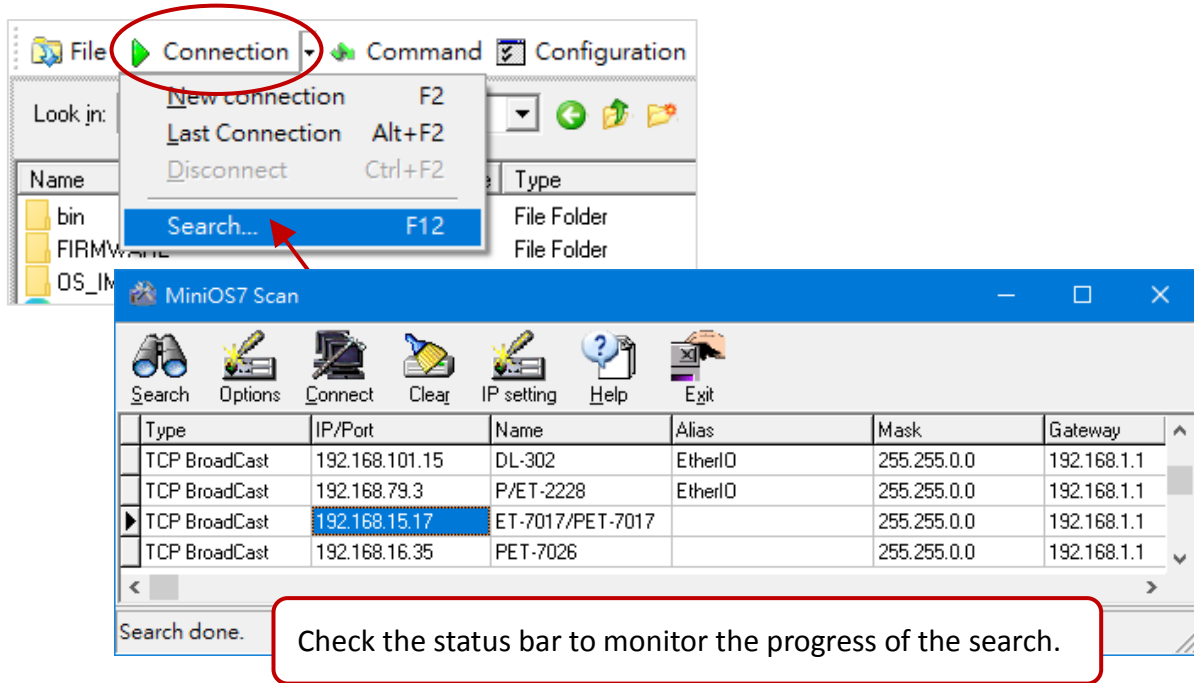 File Connection Command Configuration
New connection F2
Look in:
Last Connection Alt+F2
Disconnect Ctrl+F2
Name Type
bin File Folder
Search... F12
File Folder
MiniOS7 Scan
Search Options Connect Clear IP setting Help Exit
Type IP/Port Name Alias Mask Gateway
TCP BroadCast 192.168.101.15 DL-302 EtherIO 255.255.0.0 192.168.1.1
TCP BroadCast 192.168.79.3 P/ET-2228 EtherIO 255.255.0.0 192.168.1.1
TCP BroadCast 192.168.15.17 ET-7017/PET-7017 255.255.0.0 192.168.1.1
TCP BroadCast 192.168.16.35 PET-7026 255.255.0.0 192.168.1.1
Search done.
Check the status bar to monitor the progress of the search.